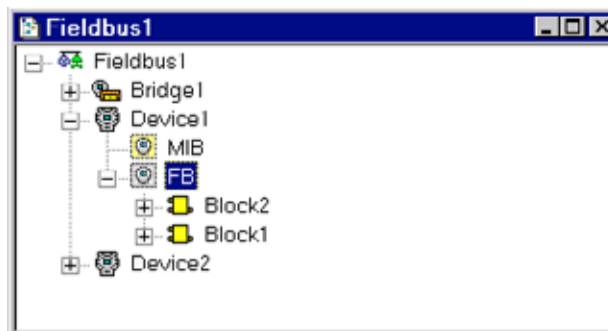 Fieldbus1
Fieldbus1
Bridge1
Device1
MIB
FB
Block2
Block1
Device2